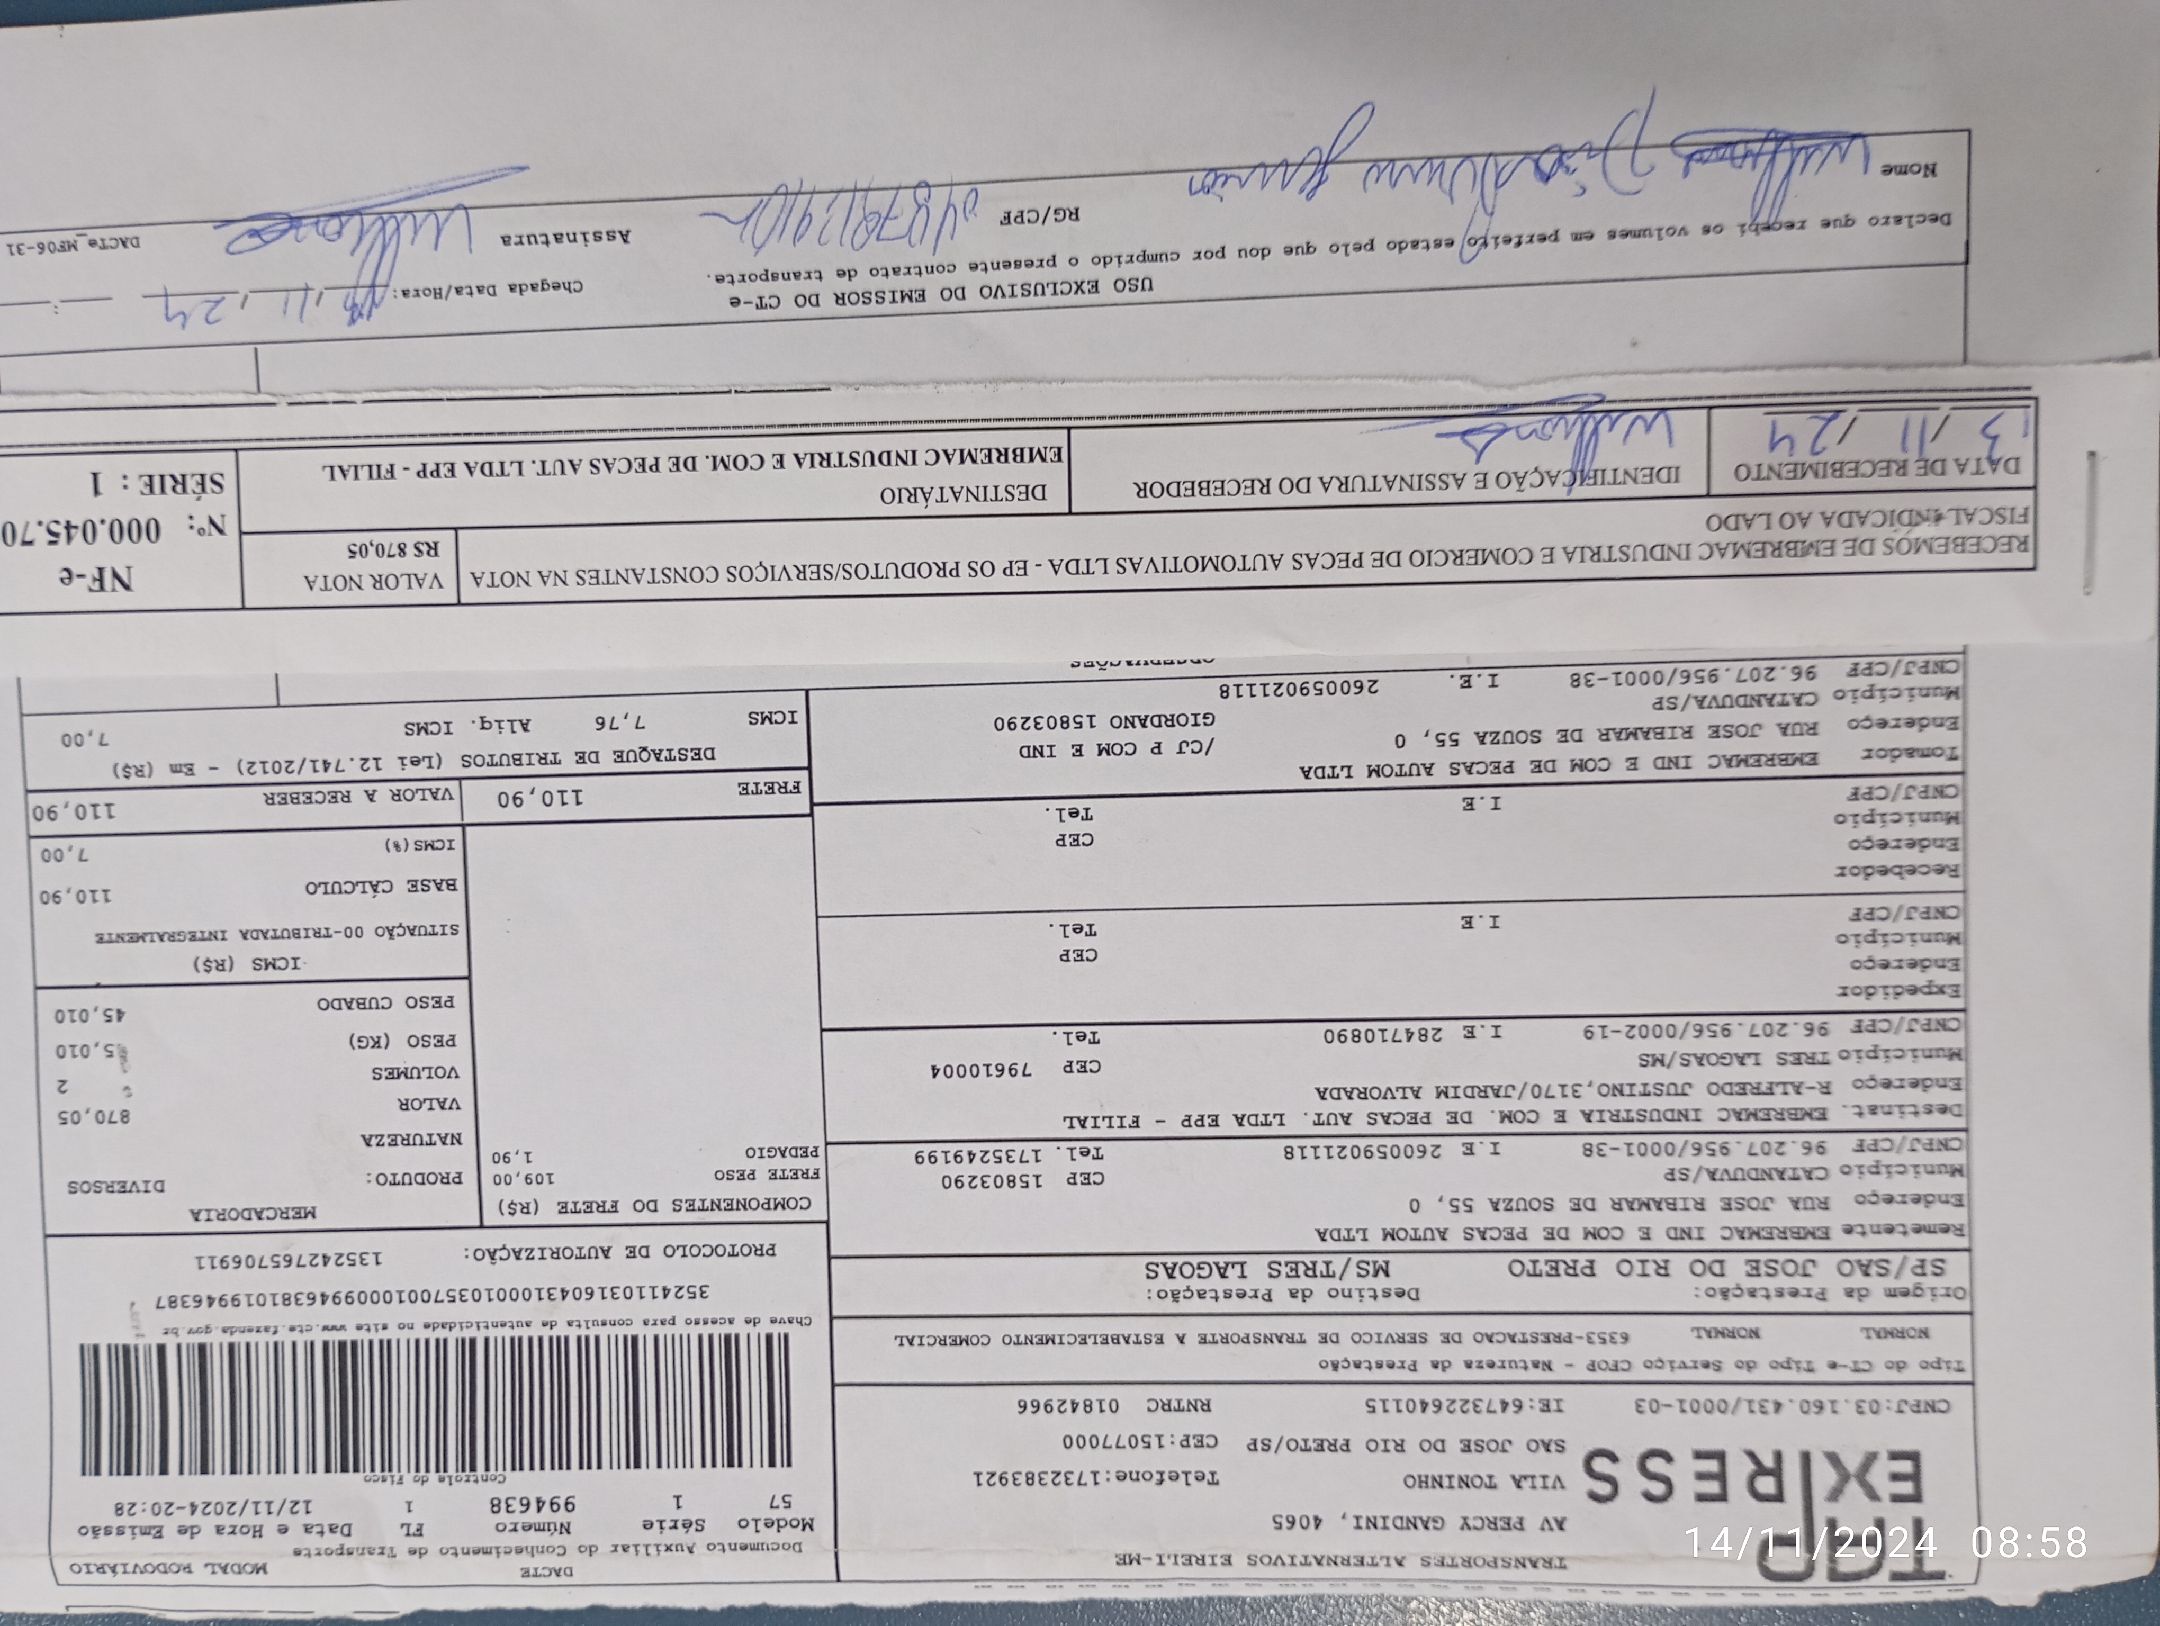 TRANSPORTES ALTERNATIVOS EIRELI-ME
AV PERCY GANDINI, 4065
VILA TONINHO Telefone:1732383921
EXPRESS
SAO JOSE DO RIO PRETO/SP CEP:15077000
CNPJ:03.160.431/0001-03 IE:647322640115 RNTRC 01842966
Tipo do CT-e Tipo do Serviço CFOP - Natureza da Prestação
NORMAL NORMAL 6353-PRESTACAO DE SERVICO DE TRANSPORTE A ESTABELECIMENTO COMERCIAL
Origem da Prestação: Destino da Prestação:
SP/SAO JOSE DO RIO PRETO MS/TRES LAGOAS
DACTE MODAL RODOVIÁRIO
Documento Auxiliar do Conhecimento de Transporte
Modelo Série Número FL Data e Hora de Emissão
57 1 994638 1 12/11/2024-20:28
Controle do Fisco
Chave de acesso para consulta de autenticidade no site www.cte.fazenda.gov.br
35241103160431000103570010009946381019946387
PROTOCOLO DE AUTORIZAÇÃO: 135242765706911
Remetente EMBREMAC IND E COM DE PECAS AUTOM LTDA
Endereço RUA JOSE RIBAMAR DE SOUZA 55, 0
Município CATANDUVA/SP CEP 15803290
CNPJ/CPF 96.207.956/0001-38 I.E 260059021118 Tel. 1735249199
Destinat. EMBREMAC INDUSTRIA E COM. DE PECAS AUT. LTDA EPP - FILIAL
Endereço R-ALFREDO JUSTINO,3170/JARDIM ALVORADA
Município TRES LAGOAS/MS CEP 79610004
CNPJ/CPF 96.207.956/0002-19 I.E 284710890 Tel.
Expedidor
Endereço
Município CEP
CNPJ/CPF I.E Tel.
Recebedor
Endereço
Município CEP
CNPJ/CPF I.E Tel.
Tomador EMBREMAC IND E COM DE PECAS AUTOM LTDA /CJ P COM E IND
Endereço RUA JOSE RIBAMAR DE SOUZA 55, 0 GIORDANO 15803290
Município CATANDUVA/SP
CNPJ/CPF 96.207.956/0001-38 I.E. 260059021118
OBSERVAÇÕES
COMPONENTES DO FRETE (R$)
FRETE PESO 109,00
PEDAGIO 1,90
MERCADORIA
PRODUTO: DIVERSOS
NATUREZA
VALOR 870,05
VOLUMES 2
PESO (KG) 5,010
PESO CUBADO 45,010
ICMS (R$)
SITUAÇÃO 00-TRIBUTADA INTEGRALMENTE
BASE CÁLCULO 110,90
ICMS(%) 7,00
FRETE 110,90 VALOR A RECEBER 110,90
DESTAQUE DE TRIBUTOS (Lei 12.741/2012) - Em (R$)
ICMS 7,76 Aliq. ICMS 7,00
RECEBEMOS DE EMBREMAC INDUSTRIA E COMERCIO DE PECAS AUTOMOTIVAS LTDA - EP OS PRODUTOS/SERVIÇOS CONSTANTES NA NOTA
FISCAL INDICADA AO LADO
VALOR NOTA
R$ 870,05
NF-e
Nº: 000.045.70
SÉRIE : 1
DATA DE RECEBIMENTO
13/11/24
IDENTIFICAÇÃO E ASSINATURA DO RECEBEDOR
DESTINATÁRIO
EMBREMAC INDUSTRIA E COM. DE PECAS AUT. LTDA EPP - FILIAL
USO EXCLUSIVO DO EMISSOR DO CT-e
Declaro que recebi os volumes em perfeito estado pelo que dou por cumprido o presente contrato de transporte.
Chegada Data/Hora: 13/11/24
Nome
RG/CPF
Assinatura
DACTe_MF06-31
14/11/2024 08:58